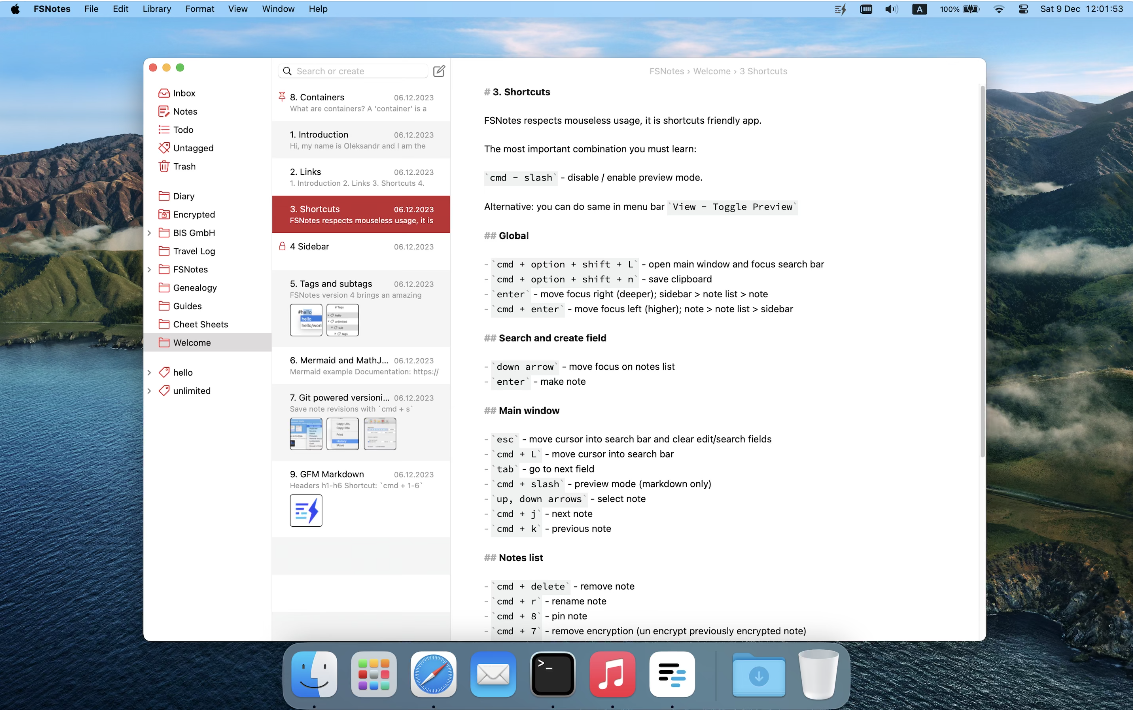 FSNotes File Edit Library Format View Window Help
A 100% Sat 9 Dec 12:01:53
Inbox
Notes
Todo
Untagged
Trash
Diary
Encrypted
BIS GmbH
Travel Log
FSNotes
Genealogy
Guides
Cheet Sheets
Welcome
hello
unlimited
Search or create
8. Containers 06.12.2023
What are containers? A 'container' is a
1. Introduction 06.12.2023
Hi, my name is Oleksandr and I am the
2. Links 06.12.2023
1. Introduction 2. Links 3. Shortcuts 4.
3. Shortcuts 06.12.2023
FSNotes respects mouseless usage, it is
4 Sidebar 06.12.2023
5. Tags and subtags 06.12.2023
FSNotes version 4 brings an amazing
6. Mermaid and MathJ... 06.12.2023
Mermaid example Documentation: https://
7. Git powered versioni... 06.12.2023
Save note revisions with `cmd + s`
9. GFM Markdown 06.12.2023
Headers h1-h6 Shortcut: `cmd + 1-6`
FSNotes › Welcome › 3 Shortcuts
# 3. Shortcuts
FSNotes respects mouseless usage, it is shortcuts friendly app.
The most important combination you must learn:
`cmd - slash` - disable / enable preview mode.
Alternative: you can do same in menu bar `View - Toggle Preview`
## Global
- `cmd + option + shift + L` - open main window and focus search bar
- `cmd + option + shift + n` - save clipboard
- `enter` - move focus right (deeper); sidebar > note list > note
- `cmd + enter` - move focus left (higher); note > note list > sidebar
## Search and create field
- `down arrow` - move focus on notes list
- `enter` - make note
## Main window
- `esc` - move cursor into search bar and clear edit/search fields
- `cmd + L` - move cursor into search bar
- `tab` - go to next field
- `cmd + slash` - preview mode (markdown only)
- `up, down arrows` - select note
- `cmd + j` - next note
- `cmd + k` - previous note
## Notes list
- `cmd + delete` - remove note
- `cmd + r` - rename note
- `cmd + 8` - pin note
- `cmd + 7` - remove encryption (un encrypt previously encrypted note)